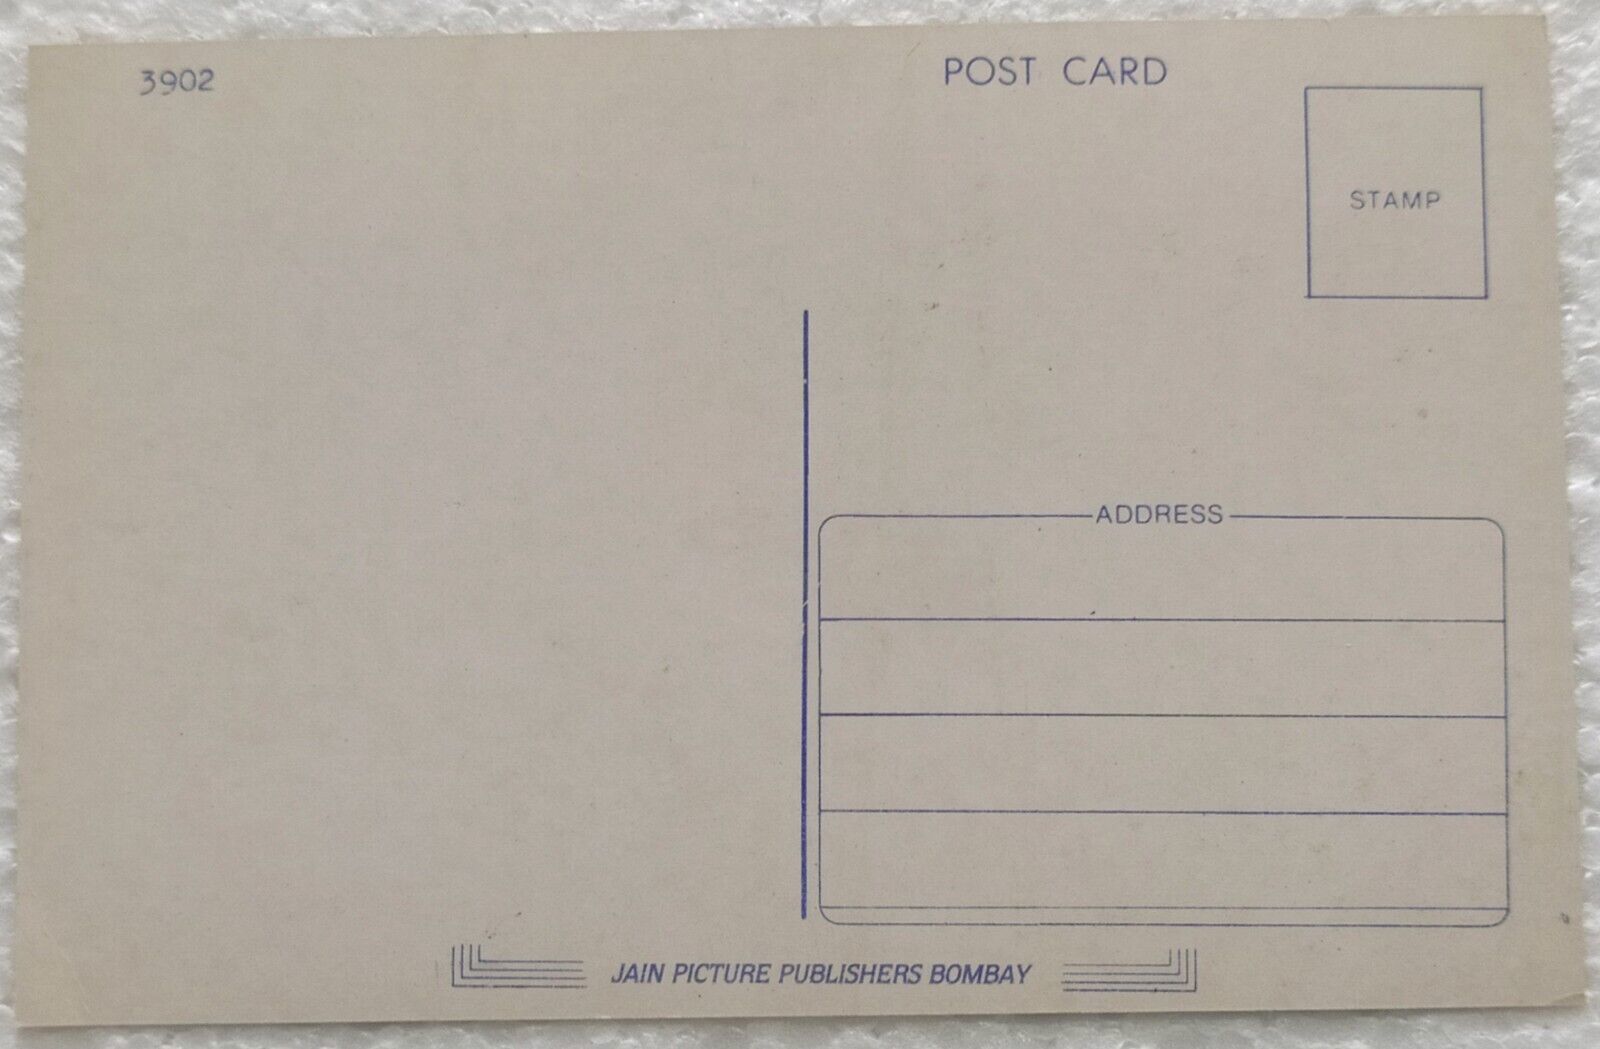 3902
POST CARD
STAMP
ADDRESS
JAIN PICTURE PUBLISHERS BOMBAY